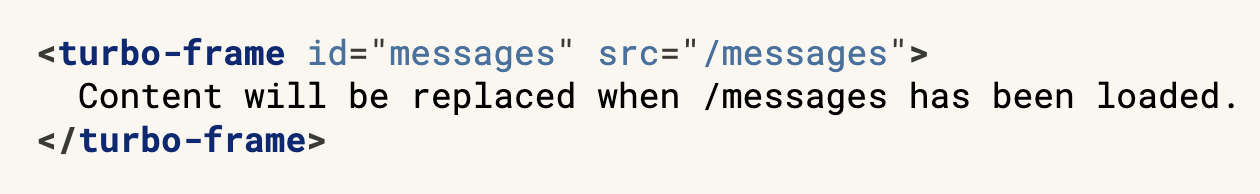 <turbo-frame id="messages" src="/messages">
  Content will be replaced when /messages has been loaded.
</turbo-frame>